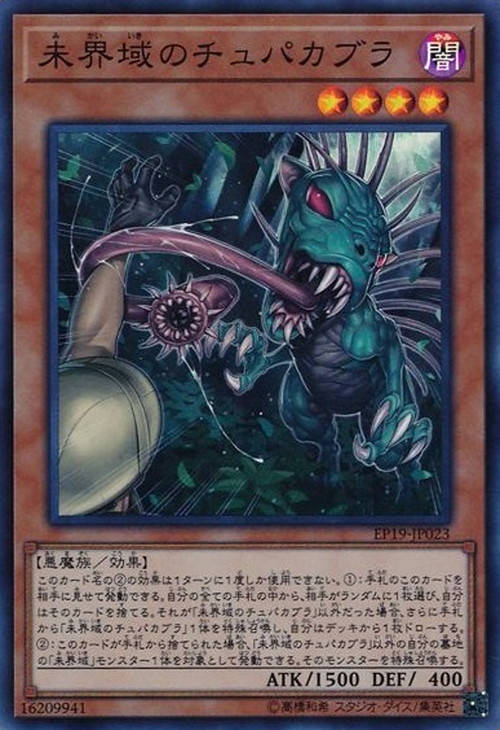 未界域のチュパカブラ
闇
EP19-JP023
【悪魔族／効果】
このカード名の②の効果は1ターンに1度しか使用できない。①：手札のこのカードを
相手に見せて発動できる。自分の全ての手札の中から、相手がランダムに1枚選び、自分
はそのカードを捨てる。それが「未界域のチュパカブラ」以外だった場合、さらに手札
から「未界域のチュパカブラ」1体を特殊召喚し、自分はデッキから1枚ドローする。
②：このカードが手札から捨てられた場合、「未界域のチュパカブラ」以外の自分の墓地
の「未界域」モンスター1体を対象として発動できる。そのモンスターを特殊召喚する。
ATK/1500 DEF/ 400
16209941
©高橋和希 スタジオ・ダイス/集英社